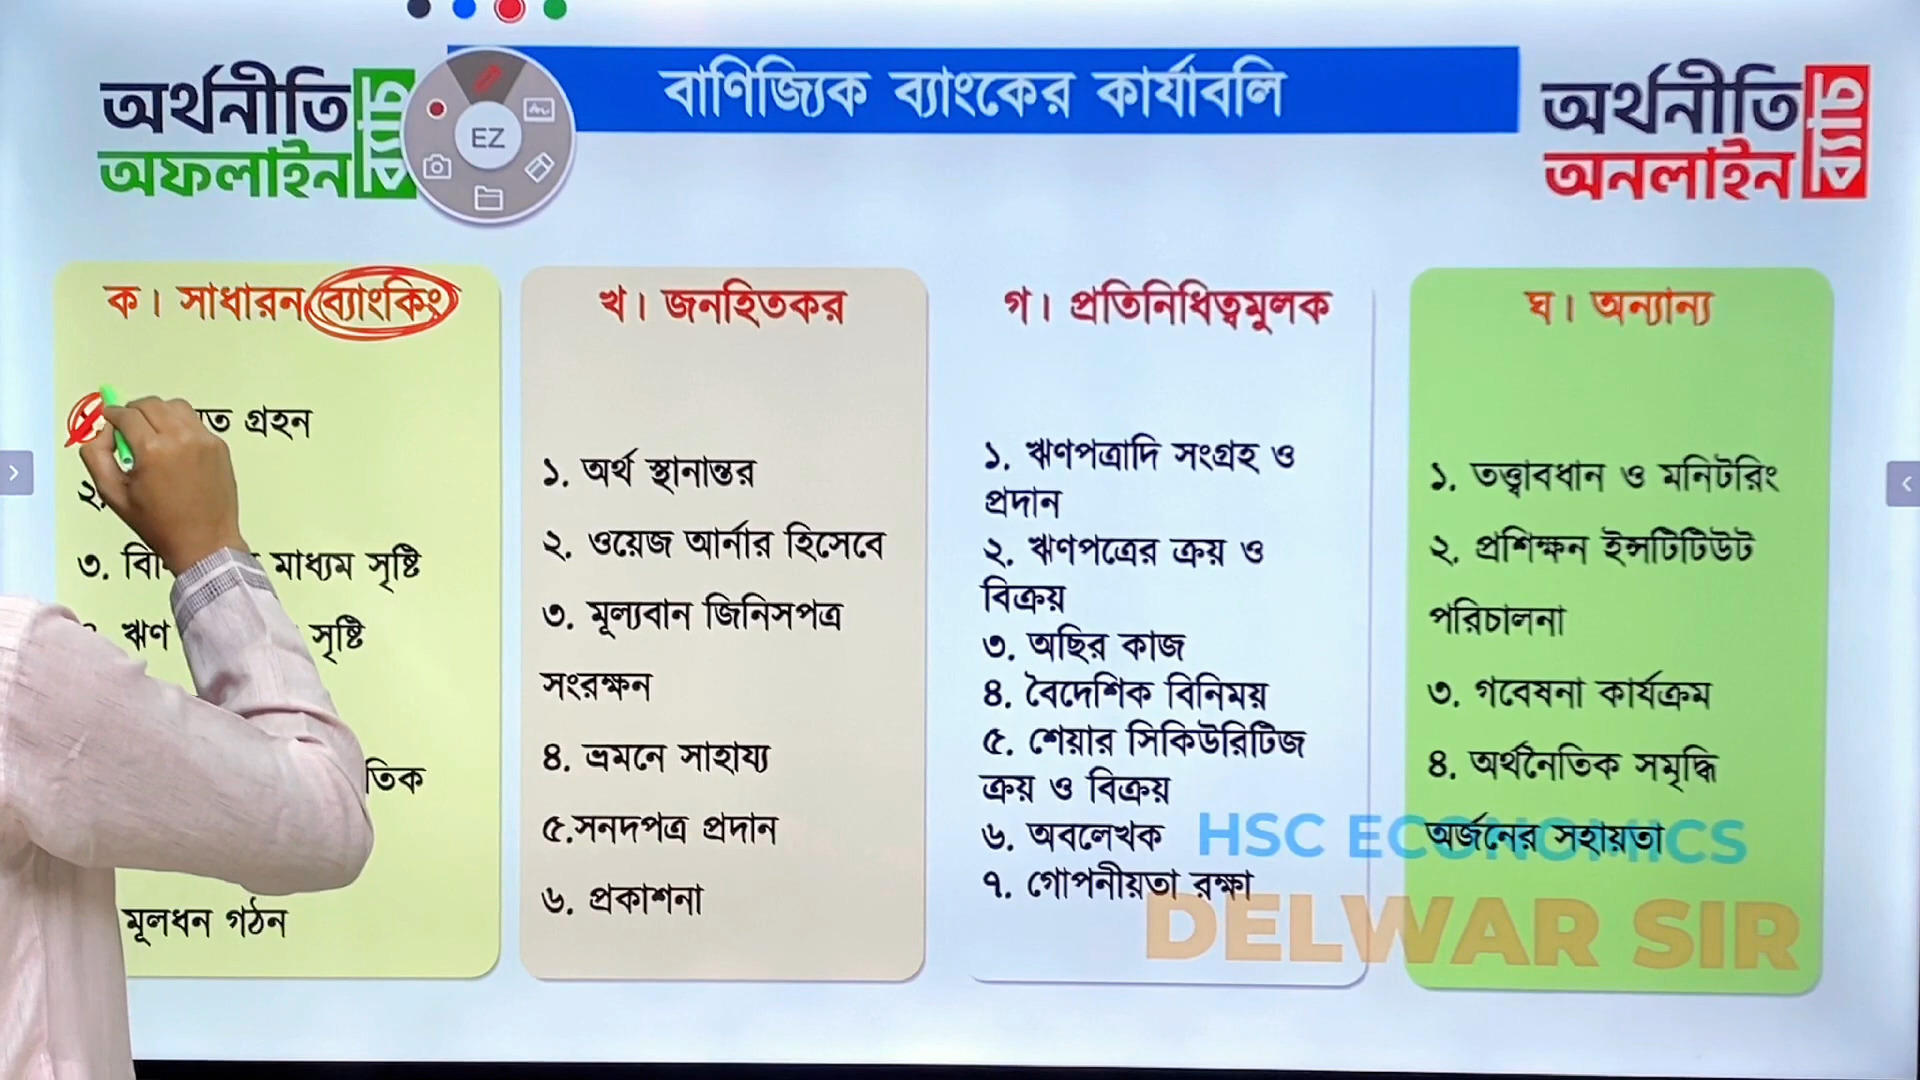 বাণিজ্যিক ব্যাংকের কার্যাবলি
অর্থনীতি
অফলাইন
ব্যাচ
EZ
অর্থনীতি
অনলাইন
ব্যাচ
ক। সাধারন ব্যাংকিং
গ্রহন
২.
৩. মাধ্যম সৃষ্টি
ঋণ সৃষ্টি
মূলধন গঠন
খ। জনহিতকর
১. অর্থ স্থানান্তর
২. ওয়েজ আর্নার হিসেবে
৩. মূল্যবান জিনিসপত্র
সংরক্ষন
৪. ভ্রমনে সাহায্য
৫.সনদপত্র প্রদান
৬. প্রকাশনা
গ। প্রতিনিধিত্বমুলক
১. ঋণপত্রাদি সংগ্রহ ও
প্রদান
২. ঋণপত্রের ক্রয় ও
বিক্রয়
৩. অছির কাজ
৪. বৈদেশিক বিনিময়
৫. শেয়ার সিকিউরিটিজ
ক্রয় ও বিক্রয়
৬. অবলেখক
৭. গোপনীয়তা রক্ষা
ঘ। অন্যান্য
১. তত্ত্বাবধান ও মনিটরিং
২. প্রশিক্ষন ইন্সটিটিউট
পরিচালনা
৩. গবেষনা কার্যক্রম
৪. অর্থনৈতিক সমৃদ্ধি
অর্জনের সহায়তা
HSC ECONOMICS
DELWAR SIR